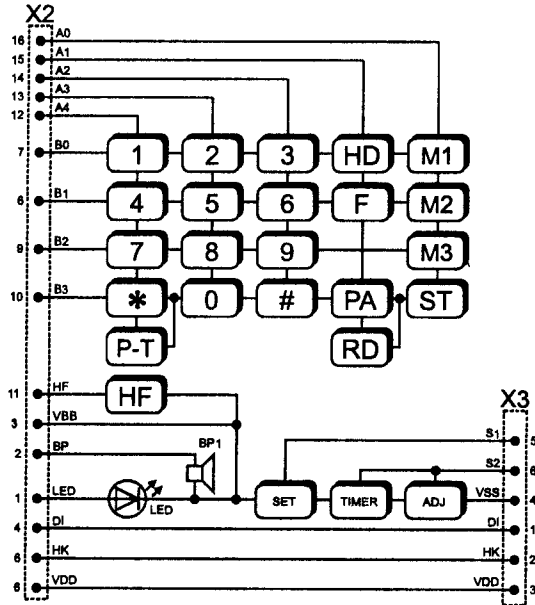 X2
16 A0
15 A1
14 A2
13 A3
12 A4
7 B0 1 2 3 HD M1
6 B1 4 5 6 F M2
9 B2 7 8 9 M3
10 B3 * 0 # PA ST
P-T RD
11 HF HF
X3
3 VBB
S1 5
2 BP BP1
S2 6
1 LED LED SET TIMER ADJ VSS 4
4 DI DI 1
6 HK HK 2
6 VDD VDD 3